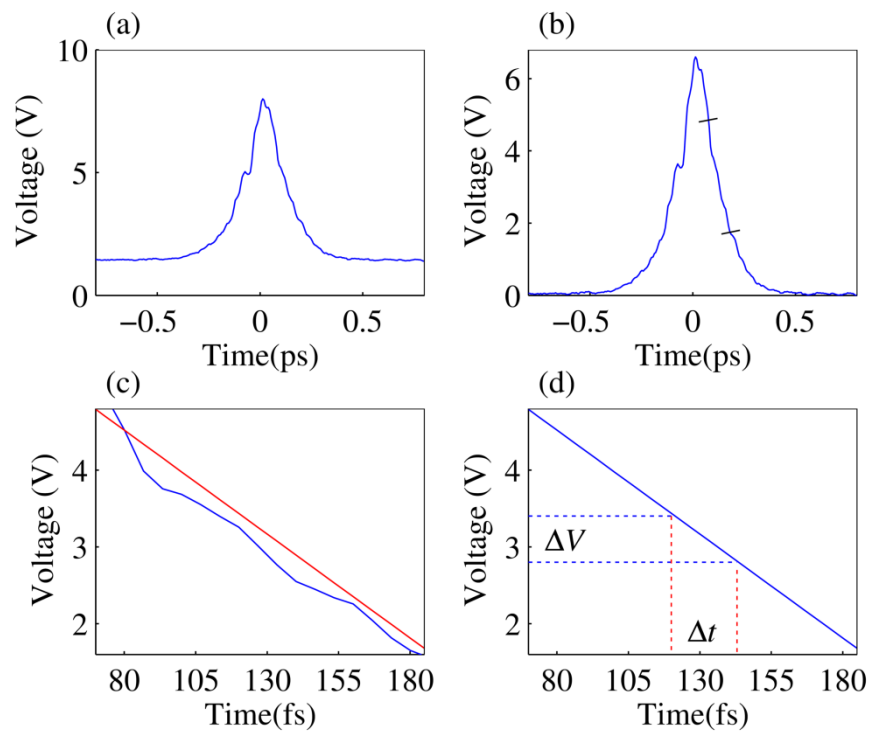 (a)
10
5
0
Voltage (V)
−0.5
0
0.5
Time(ps)
(b)
6
4
2
0
Voltage (V)
−0.5
0
0.5
Time(ps)
(c)
4
3
2
Voltage (V)
80
105
130
155
180
Time(fs)
(d)
4
3
2
Voltage (V)
ΔV
Δt
80
105
130
155
180
Time(fs)